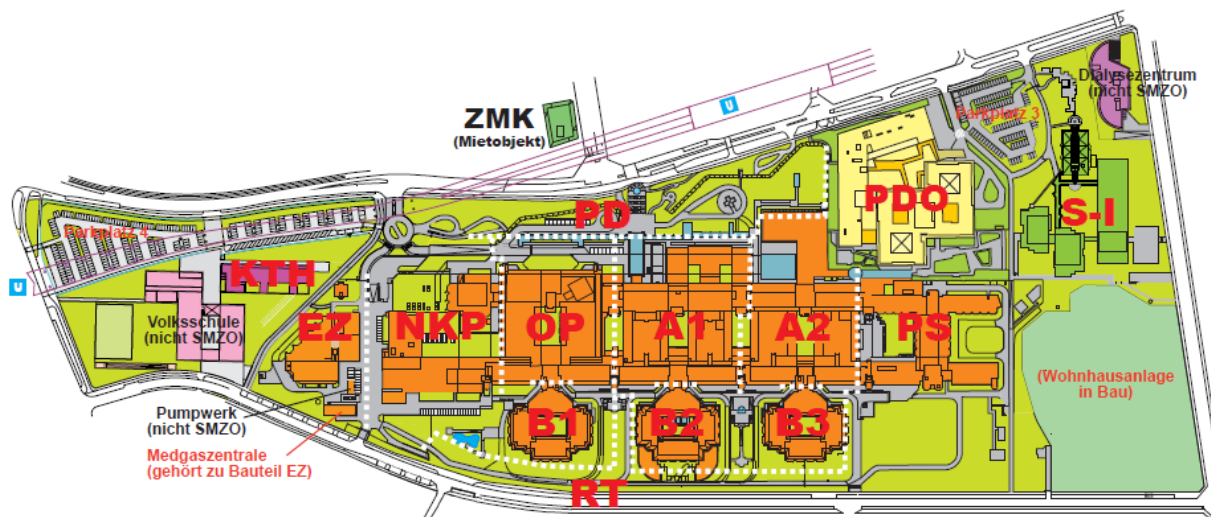 Dialysezentrum
(nicht SMZO)
U
ZMK
(Mietobjekt)
Parkplatz 3
PDO
S-I
PD
Parkplatz 4
KTH
U
Volksschule
(nicht SMZO)
EZ
NKP
OP
A1
A2
PS
(Wohnhausanlage
in Bau)
Pumpwerk
(nicht SMZO)
B1
B2
B3
Medgaszentrale
(gehört zu Bauteil EZ)
RT